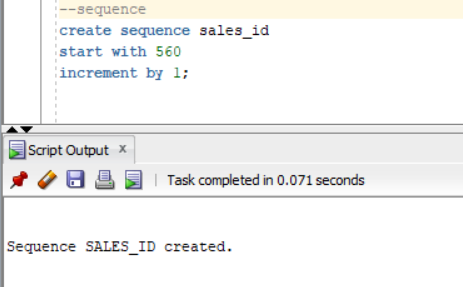 --sequence
create sequence sales_id
start with 560
increment by 1;
Script Output x
Task completed in 0.071 seconds
Sequence SALES_ID created.